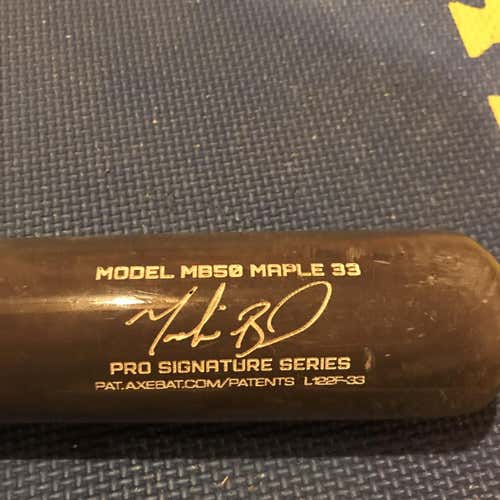 MODEL MB50 MAPLE 33
PRO SIGNATURE SERIES
PAT.AXEBAT.COM/PATENTS L122F-33